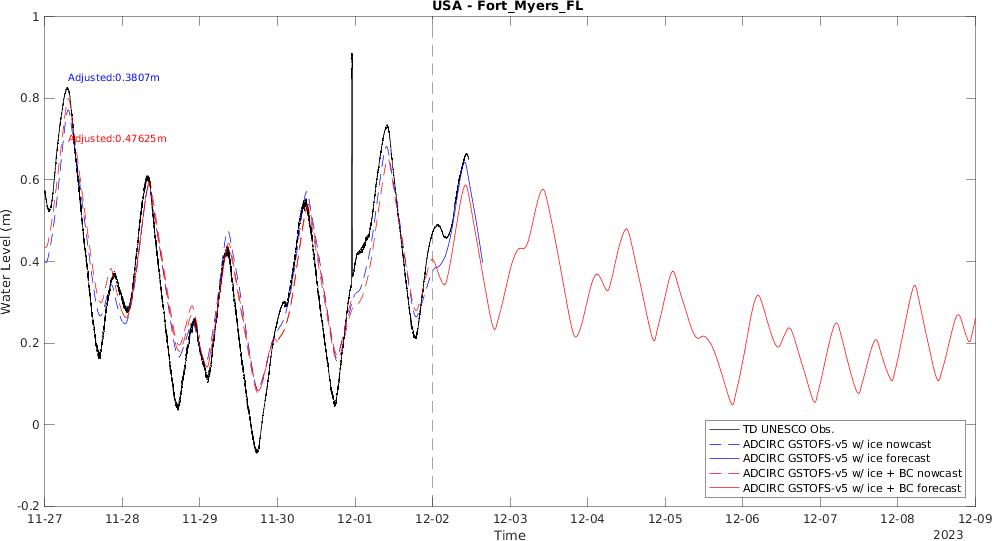 USA - Fort_Myers_FL
1
0.8
0.6
0.4
0.2
0
-0.2
Water Level (m)
Adjusted:0.3807m
Adjusted:0.47625m
TD UNESCO Obs.
ADCIRC GSTOFS-v5 w/ ice nowcast
ADCIRC GSTOFS-v5 w/ ice forecast
ADCIRC GSTOFS-v5 w/ ice + BC nowcast
ADCIRC GSTOFS-v5 w/ ice + BC forecast
11-27 11-28 11-29 11-30 12-01 12-02 12-03 12-04 12-05 12-06 12-07 12-08 12-09
Time
2023